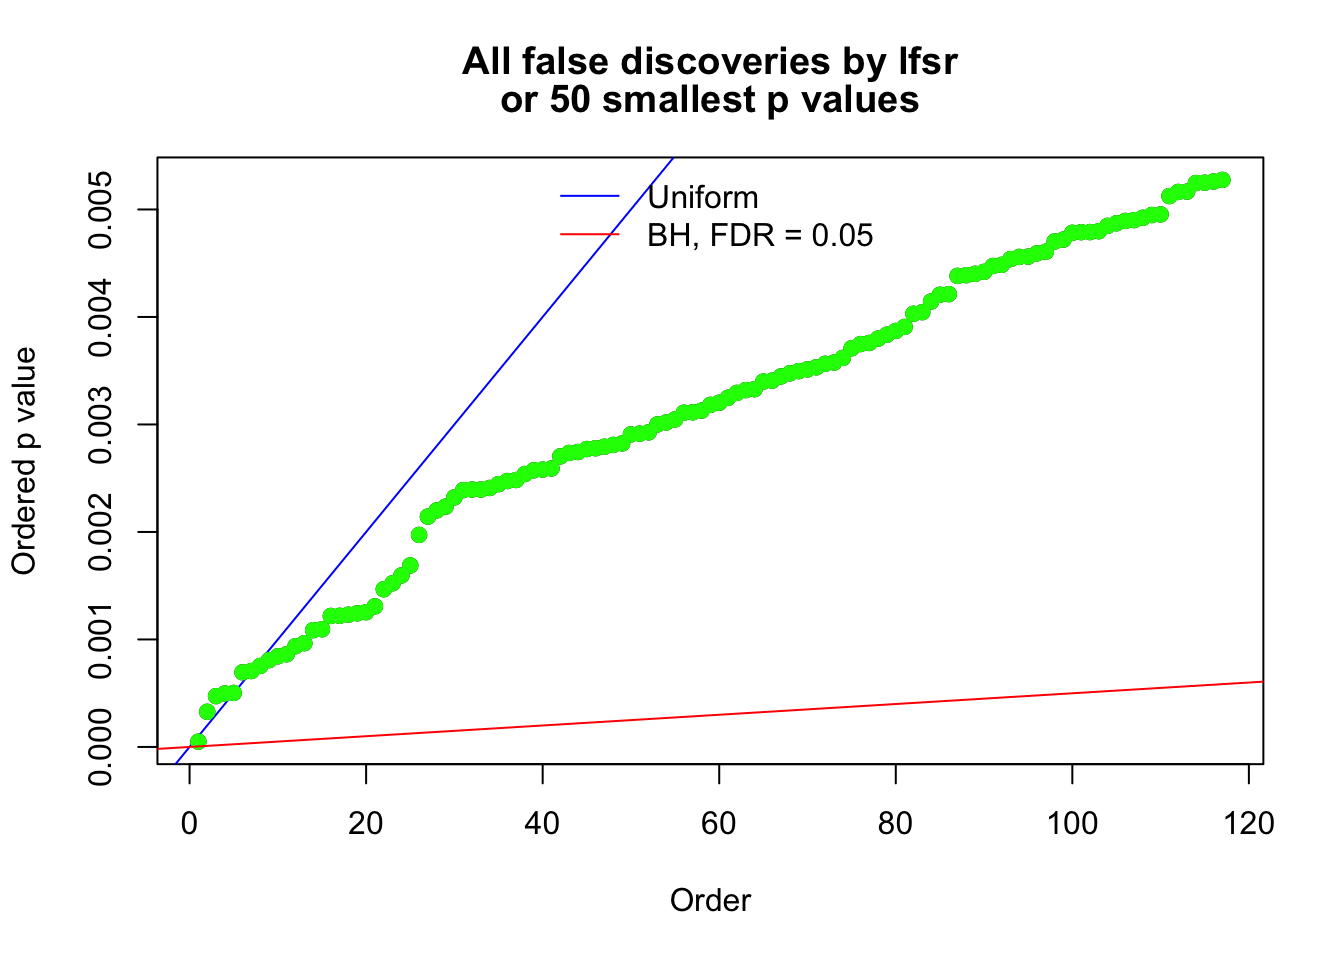 All false discoveries by lfsr
or 50 smallest p values
Uniform
BH, FDR = 0.05
Ordered p value
0.005
0.004
0.003
0.002
0.001
0.000
0 20 40 60 80 100 120
Order